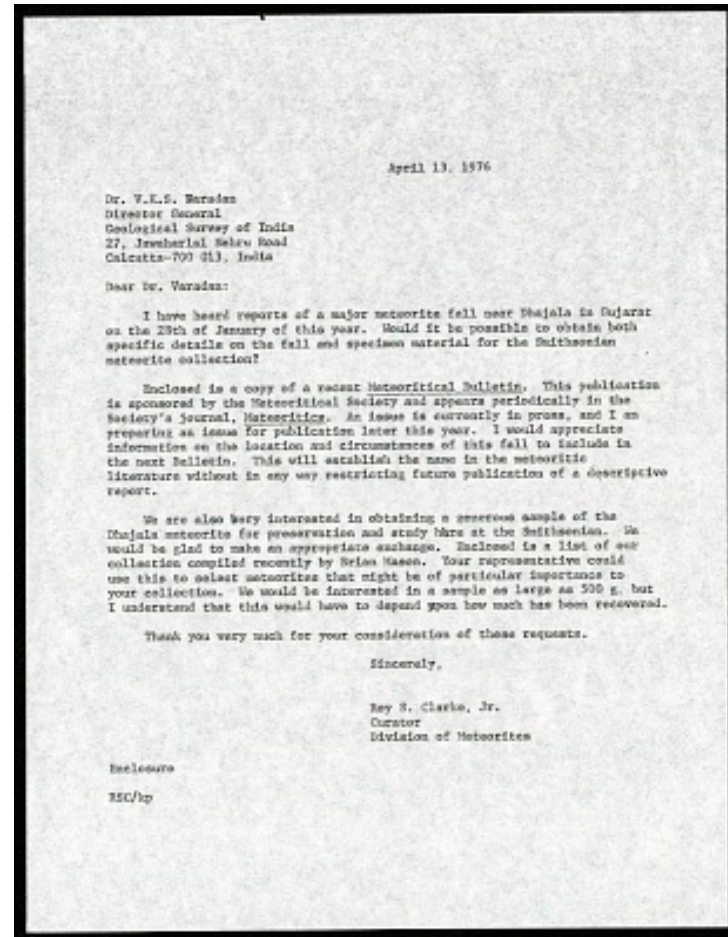 April 13, 1976
Dr. V.K.S. Varadan
Director General
Geological Survey of India
27, Jawaharlal Nehru Road
Calcutta-700 013, India
Dear Dr. Varadan:
I have heard reports of a major meteorite fall near Dhajala in Gujarat
on the 28th of January of this year. Would it be possible to obtain both
specific details on the fall and specimen material for the Smithsonian
meteorite collection?
Enclosed is a copy of a recent Meteoritical Bulletin. This publication
is sponsored by the Meteoritical Society and appears periodically in the
Society's journal, Meteoritics. An issue is currently in press, and I am
preparing an issue for publication later this year. I would appreciate
information on the location and circumstances of this fall to include in
the next Bulletin. This will establish the name in the meteoritic
literature without in any way restricting future publication of a descriptive
report.
We are also very interested in obtaining a generous sample of the
Dhajala meteorite for preservation and study here at the Smithsonian. We
would be glad to make an appropriate exchange. Enclosed is a list of our
collection compiled recently by Brian Mason. Your representative could
use this to select meteorites that might be of particular importance to
your collection. We would be interested in a sample as large as 500 g, but
I understand that this would have to depend upon how much has been recovered.
Thank you very much for your consideration of these requests.
Sincerely,
Roy S. Clarke, Jr.
Curator
Division of Meteorites
Enclosure
RSC/kp